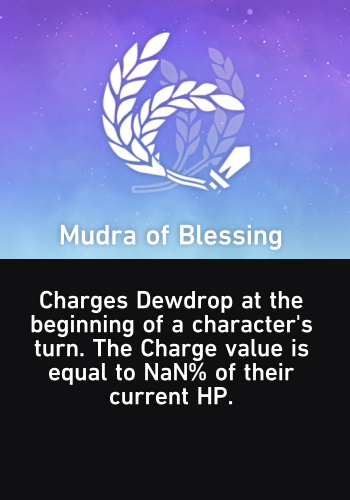 Mudra of Blessing
Charges Dewdrop at the
beginning of a character's
turn. The Charge value is
equal to NaN% of their
current HP.